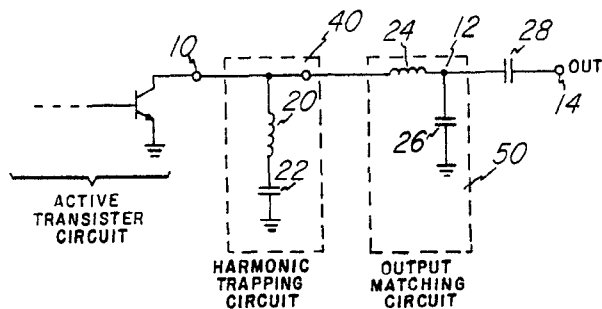 10
40
24
12
28
OUT
14
20
22
26
50
ACTIVE
TRANSISTER
CIRCUIT
HARMONIC
TRAPPING
CIRCUIT
OUTPUT
MATCHING
CIRCUIT